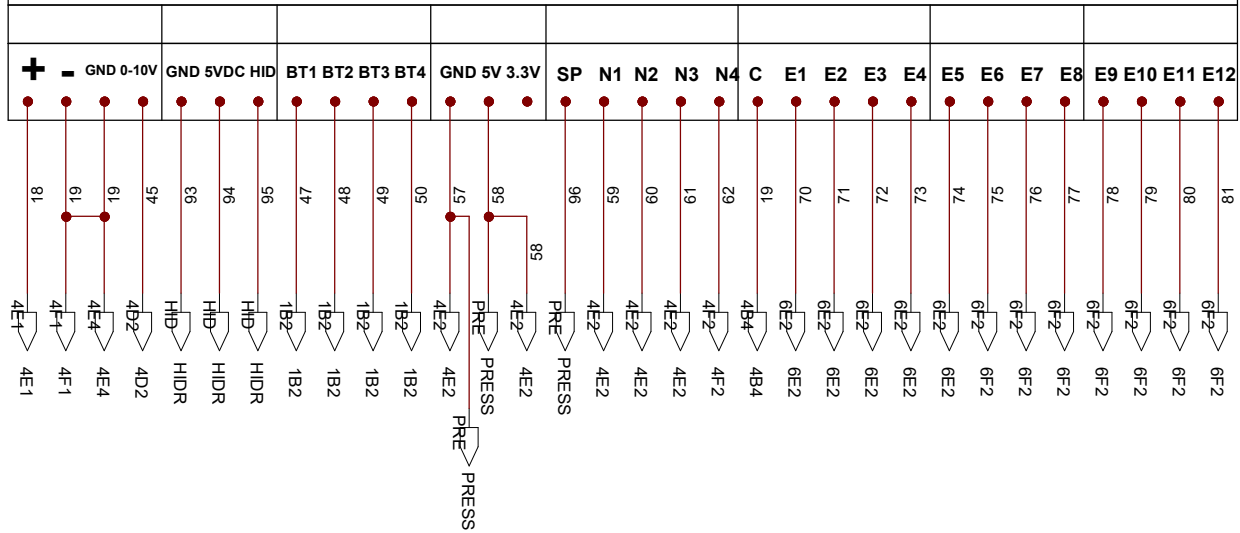 + - GND 0-10V GND 5VDC HID BT1 BT2 BT3 BT4 GND 5V 3.3V SP N1 N2 N3 N4 C E1 E2 E3 E4 E5 E6 E7 E8 E9 E10 E11 E12
18 19 19 45 93 94 95 47 48 49 50 57 58 96 59 60 61 62 19 70 71 72 73 74 75 76 77 78 79 80 81
58
4E1 4F1 4E4 4D2 HID HID HID 1B2 1B2 1B2 1B2 4E2 PRE 4E2 PRE 4E2 4E2 4E2 4F2 4B4 6E2 6E2 6E2 6E2 6E2 6F2 6F2 6F2 6F2 6F2 6F2 6F2
4E1 4F1 4E4 4D2 HIDR HIDR HIDR 1B2 1B2 1B2 1B2 4E2 PRESS 4E2 PRESS 4E2 4E2 4E2 4F2 4B4 6E2 6E2 6E2 6E2 6E2 6F2 6F2 6F2 6F2 6F2 6F2 6F2
PRE
PRESS